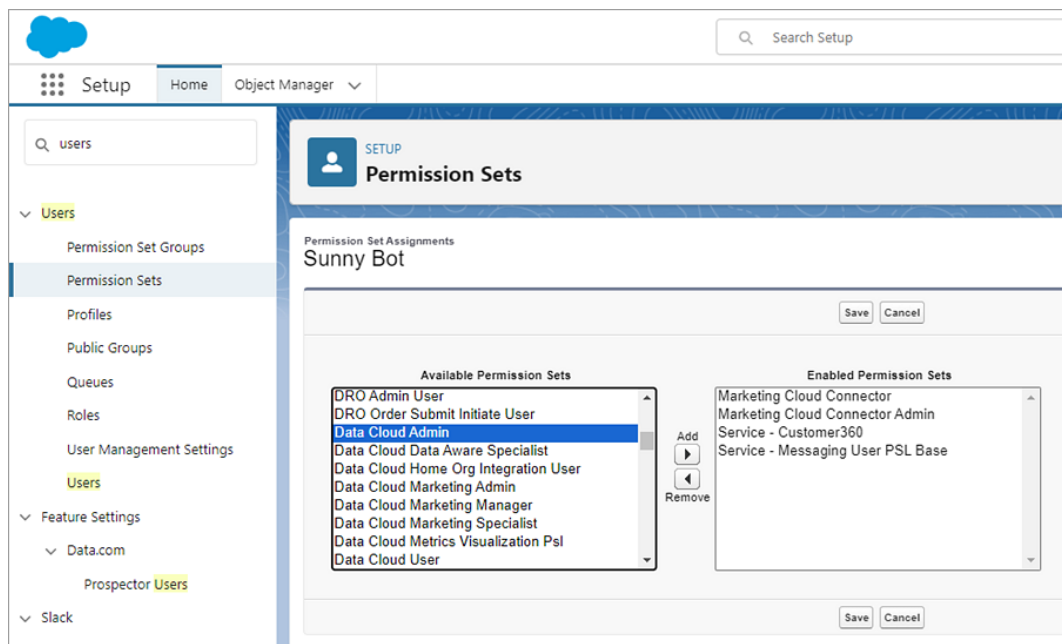 Search Setup
Setup
Home
Object Manager
users
SETUP
Permission Sets
Users
Permission Set Groups
Permission Sets
Profiles
Public Groups
Queues
Roles
User Management Settings
Users
Feature Settings
Data.com
Prospector Users
Slack
Permission Set Assignments
Sunny Bot
Save Cancel
Available Permission Sets
DRO Admin User
DRO Order Submit Initiate User
Data Cloud Admin
Data Cloud Data Aware Specialist
Data Cloud Home Org Integration User
Data Cloud Marketing Admin
Data Cloud Marketing Manager
Data Cloud Marketing Specialist
Data Cloud Metrics Visualization Psl
Data Cloud User
Add
Remove
Enabled Permission Sets
Marketing Cloud Connector
Marketing Cloud Connector Admin
Service - Customer360
Service - Messaging User PSL Base
Save Cancel